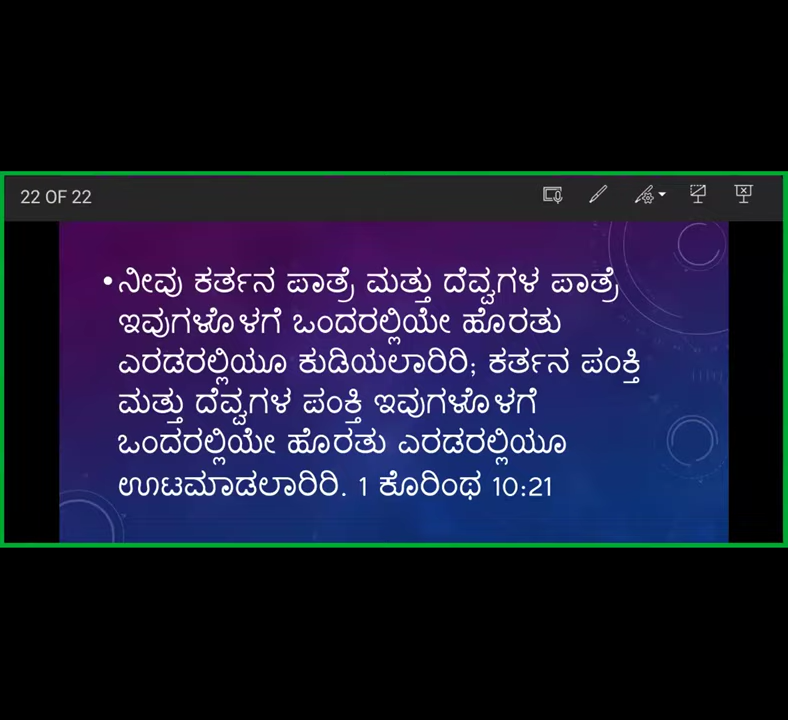 22 OF 22
•ನೀವು ಕರ್ತನ ಪಾತ್ರೆ ಮತ್ತು ದೆವ್ವಗಳ ಪಾತ್ರೆ
ಇವುಗಳೊಳಗೆ ಒಂದರಲ್ಲಿಯೇ ಹೊರತು
ಎರಡರಲ್ಲಿಯೂ ಕುಡಿಯಲಾರಿರಿ; ಕರ್ತನ ಪಂಕ್ತಿ
ಮತ್ತು ದೆವ್ವಗಳ ಪಂಕ್ತಿ ಇವುಗಳೊಳಗೆ
ಒಂದರಲ್ಲಿಯೇ ಹೊರತು ಎರಡರಲ್ಲಿಯೂ
ಊಟಮಾಡಲಾರಿರಿ. 1 ಕೊರಿಂಥ 10:21